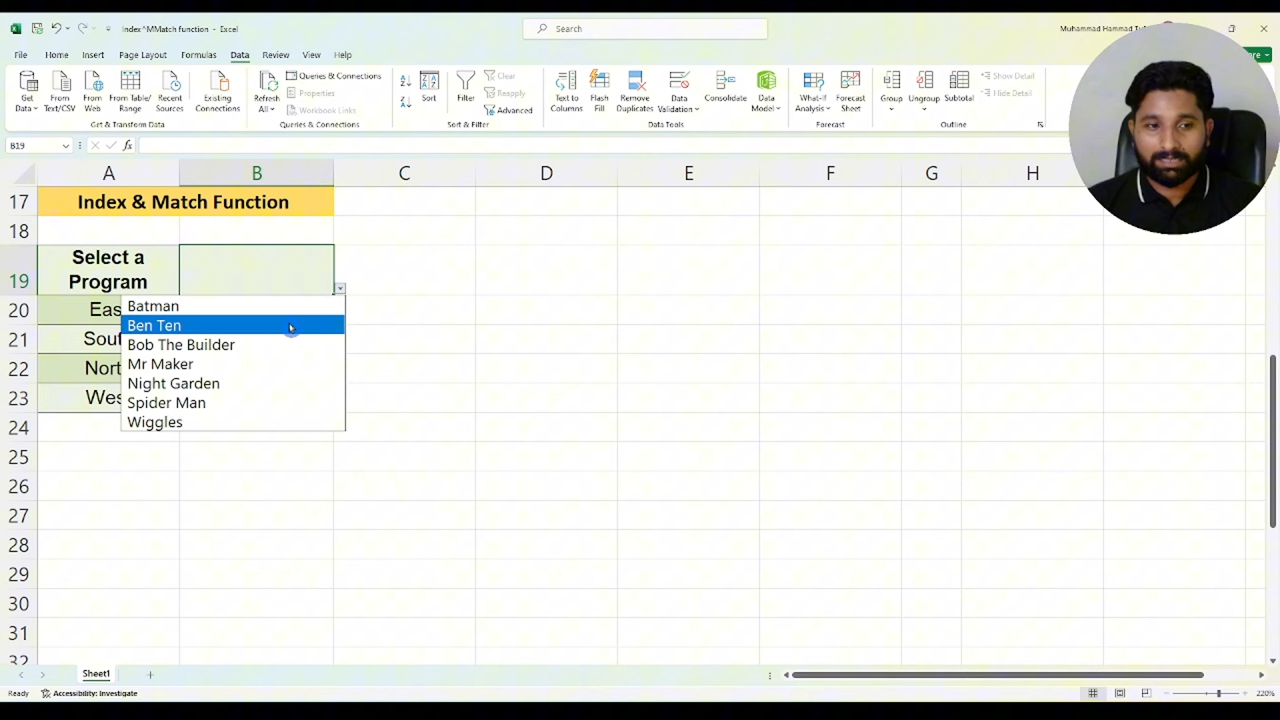 Index^MMatch function - Excel
Search
Muhammad Hammad
File Home Insert Page Layout Formulas Data Review View Help
Get Data
From Text/CSV
From Web
From Table/ Range
Recent Sources
Existing Connections
Refresh All
Queries & Connections
Properties
Workbook Links
Sort
Filter
Clear
Reapply
Advanced
Text to Columns
Flash Fill
Remove Duplicates
Data Validation
Consolidate
Data Model
What-If Analysis
Forecast Sheet
Group
Ungroup
Subtotal
Show Detail
Hide Detail
Get & Transform Data
Queries & Connections
Sort & Filter
Data Tools
Forecast
Outline
B19
fx
A B C D E F G H
17 Index & Match Function
18
Select a
19 Program
20 Eas
Batman
Ben Ten
21 Sout
Bob The Builder
22 Nort
Mr Maker
Night Garden
23 Wes
Spider Man
24
Wiggles
25
26
27
28
29
30
31
32
Sheet1
Ready
Accessibility: Investigate
220%